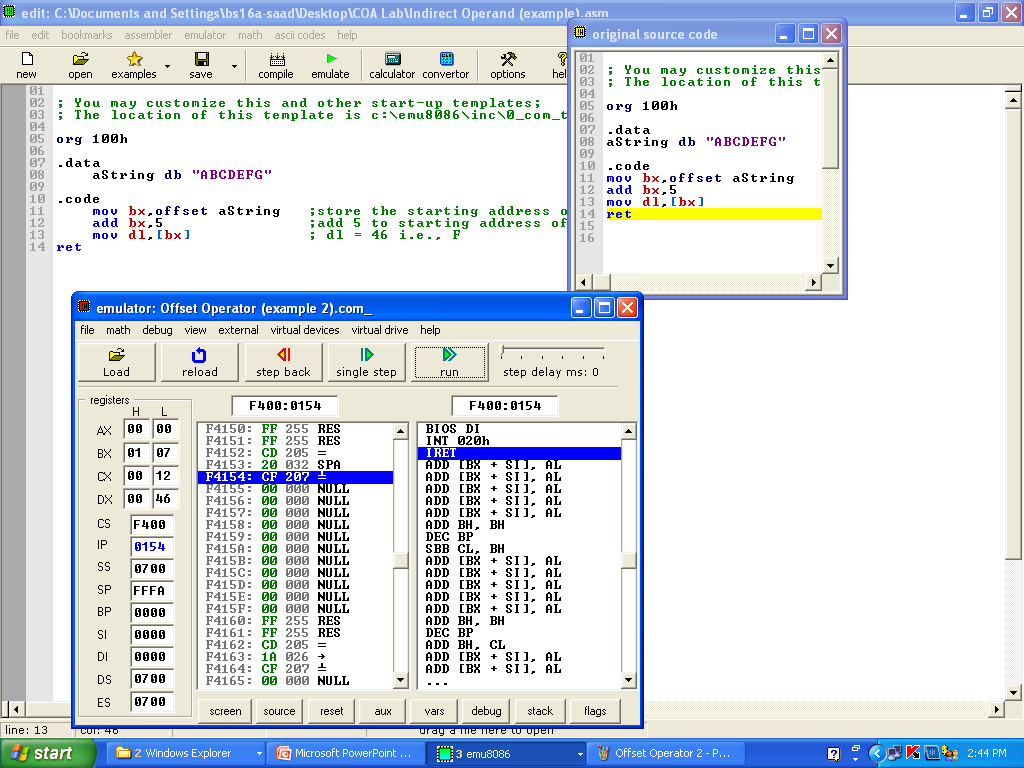 edit: C:\Documents and Settings\bs16a-saad\Desktop\COA Lab\Indirect Operand (example).asm
file edit bookmarks assembler emulator math ascii codes help
new open examples save compile emulate calculator convertor options
01
02 ; You may customize this and other start-up templates;
03 ; The location of this template is c:\emu8086\inc\0_com_t
04
05 org 100h
06
07 .data
08 aString db "ABCDEFG"
09
10 .code
11 mov bx,offset aString ;store the starting address o
12 add bx,5 ;add 5 to starting address of
13 mov dl,[bx] ; dl = 46 i.e., F
14 ret
original source code
01
02 ; You may customize this
03 ; The location of this t
04
05 org 100h
06
07 .data
08 aString db "ABCDEFG"
09
10 .code
11 mov bx,offset aString
12 add bx,5
13 mov dl,[bx]
14 ret
15
16
emulator: Offset Operator (example 2).com_
file math debug view external virtual devices virtual drive help
Load reload step back single step run step delay ms: 0
registers
H L
AX 00 00
BX 01 07
CX 00 12
DX 00 46
CS F400
IP 0154
SS 0700
SP FFFA
BP 0000
SI 0000
DI 0000
DS 0700
ES 0700
F400:0154
F4150: FF 255 RES
F4151: FF 255 RES
F4152: CD 205 =
F4153: 20 032 SPA
F4154: CF 207 ╧
F4155: 00 000 NULL
F4156: 00 000 NULL
F4157: 00 000 NULL
F4158: 00 000 NULL
F4159: 00 000 NULL
F415A: 00 000 NULL
F415B: 00 000 NULL
F415C: 00 000 NULL
F415D: 00 000 NULL
F415E: 00 000 NULL
F415F: 00 000 NULL
F4160: FF 255 RES
F4161: FF 255 RES
F4162: CD 205 =
F4163: 1A 026 →
F4164: CF 207 ╧
F4165: 00 000 NULL
F400:0154
BIOS DI
INT 020h
IRET
ADD [BX + SI], AL
ADD [BX + SI], AL
ADD [BX + SI], AL
ADD [BX + SI], AL
ADD [BX + SI], AL
ADD BH, BH
DEC BP
SBB CL, BH
ADD [BX + SI], AL
ADD [BX + SI], AL
ADD [BX + SI], AL
ADD [BX + SI], AL
ADD [BX + SI], AL
ADD BH, BH
DEC BP
ADD BH, CL
ADD [BX + SI], AL
ADD [BX + SI], AL
...
screen source reset aux vars debug stack flags
line: 13 col: 46 drag a file here to open
start 2 Windows Explorer Microsoft PowerPoint ... 3 emu8086 Offset Operator 2 - P... 2:44 PM